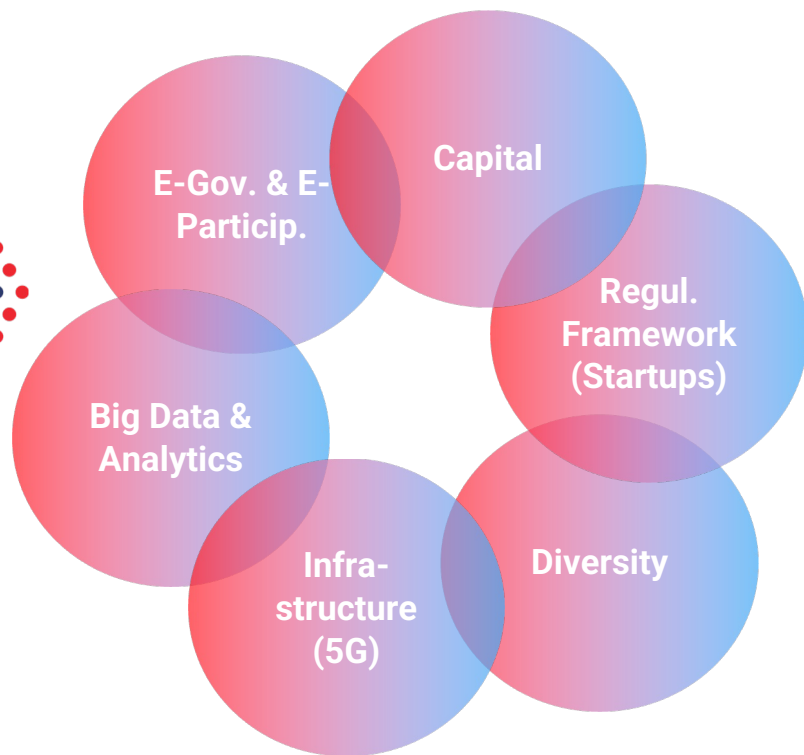 Capital
E-Gov. & E-
Particip.
Regul.
Framework
(Startups)
Big Data &
Analytics
Diversity
Infra-
structure
(5G)